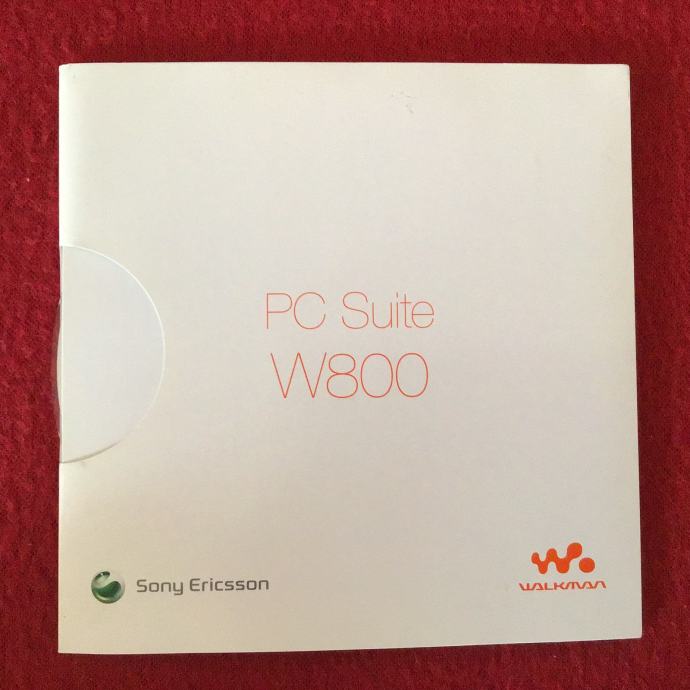 PC Suite
W800
Sony Ericsson
WALKMAN